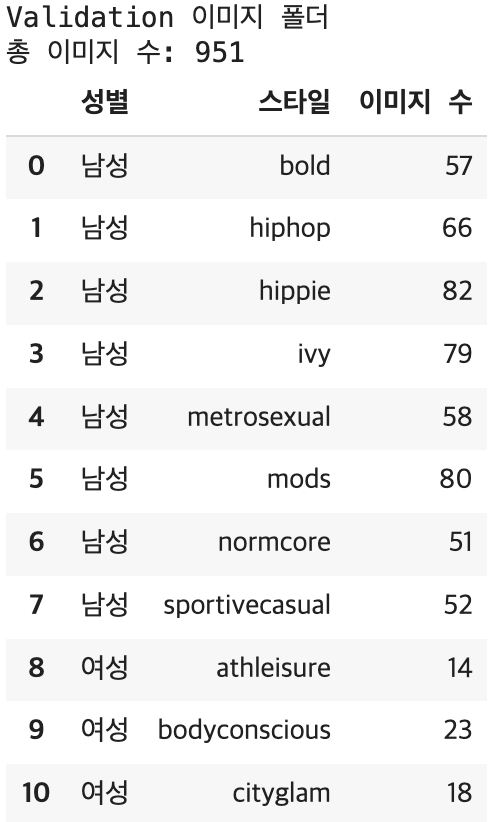 Validation 이미지 폴더
총 이미지 수: 951
성별 스타일 이미지 수
0 남성 bold 57
1 남성 hiphop 66
2 남성 hippie 82
3 남성 ivy 79
4 남성 metrosexual 58
5 남성 mods 80
6 남성 normcore 51
7 남성 sportivecasual 52
8 여성 athleisure 14
9 여성 bodyconscious 23
10 여성 cityglam 18